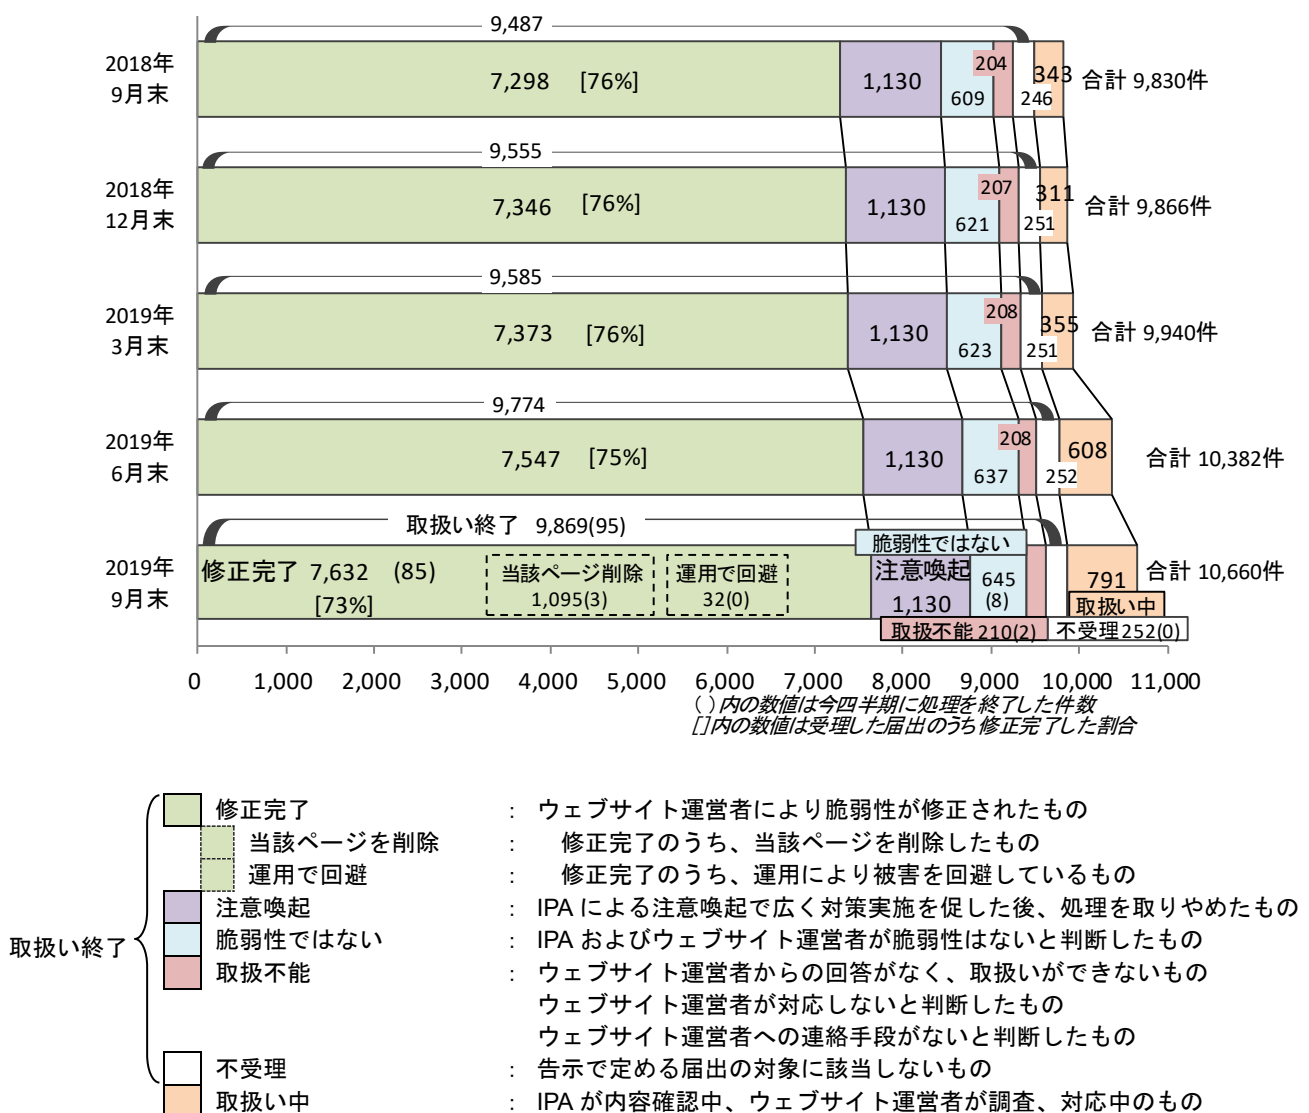 9,487
2018年
9月末
7,298 [76%]
1,130
609
204
246
343
合計 9,830件
9,555
2018年
12月末
7,346 [76%]
1,130
621
207
251
311
合計 9,866件
9,585
2019年
3月末
7,373 [76%]
1,130
623
208
251
355
合計 9,940件
9,774
2019年
6月末
7,547 [75%]
1,130
637
208
252
608
合計 10,382件
取扱い終了 9,869(95)
2019年
9月末
修正完了 7,632 (85)
[73%]
当該ページ削除
1,095(3)
運用で回避
32(0)
脆弱性ではない
注意喚起
1,130
645
(8)
791
取扱い中
合計 10,660件
取扱不能 210(2)
不受理 252(0)
0 1,000 2,000 3,000 4,000 5,000 6,000 7,000 8,000 9,000 10,000 11,000
( )内の数値は今四半期に処理を終了した件数
[]内の数値は受理した届出のうち修正完了した割合
取扱い終了
修正完了 : ウェブサイト運営者により脆弱性が修正されたもの
当該ページを削除 : 修正完了のうち、当該ページを削除したもの
運用で回避 : 修正完了のうち、運用により被害を回避しているもの
注意喚起 : IPA による注意喚起で広く対策実施を促した後、処理を取りやめたもの
脆弱性ではない : IPA およびウェブサイト運営者が脆弱性はないと判断したもの
取扱不能 : ウェブサイト運営者からの回答がなく、取扱いができないもの
ウェブサイト運営者が対応しないと判断したもの
ウェブサイト運営者への連絡手段がないと判断したもの
不受理 : 告示で定める届出の対象に該当しないもの
取扱い中 : IPA が内容確認中、ウェブサイト運営者が調査、対応中のもの